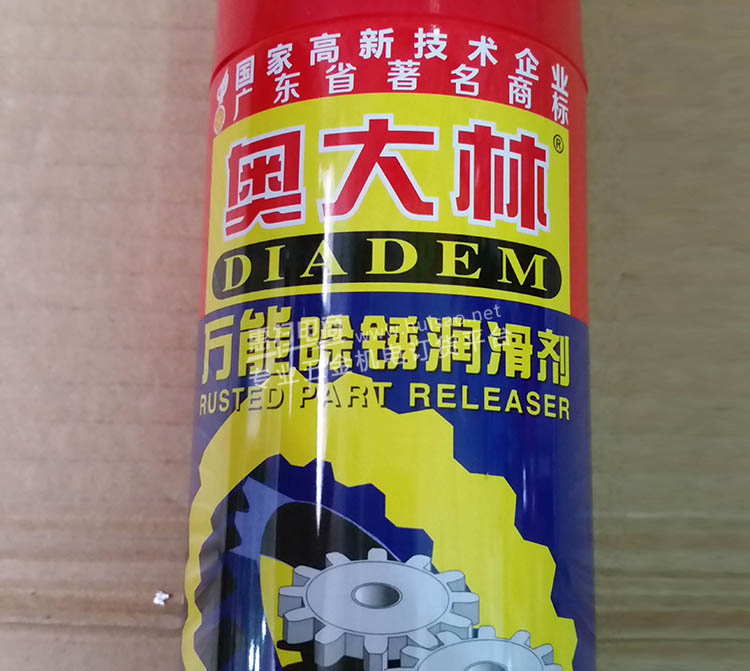 国家高新技术企业
广东省著名商标
奥大林®
DIADEM
万能除锈润滑剂
RUSTED PART RELEASER